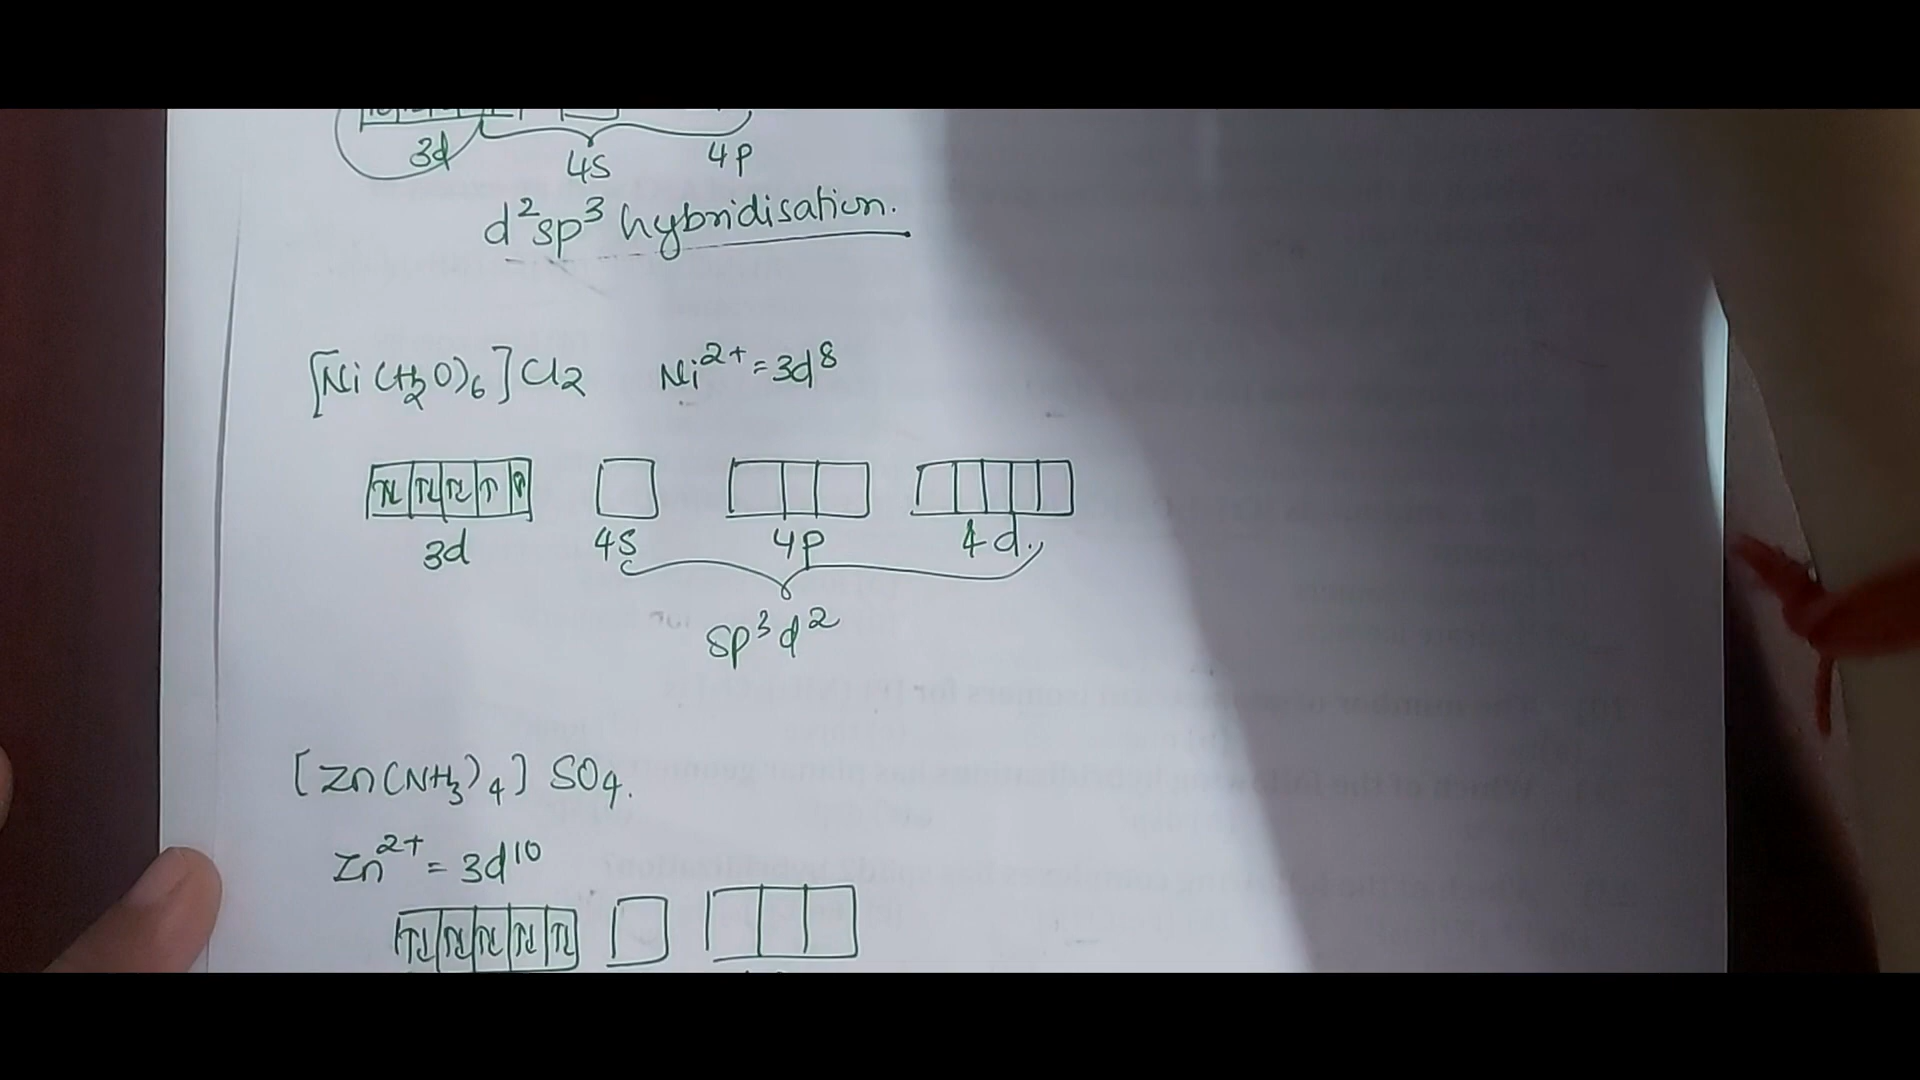 3d 4s 4p
d²sp³ hybridisation.
[Ni(H₂O)₆]Cl₂ Ni²⁺=3d⁸
3d 4s 4p 4d
sp³d²
[Zn(NH₃)₄]SO₄.
Zn²⁺=3d¹⁰